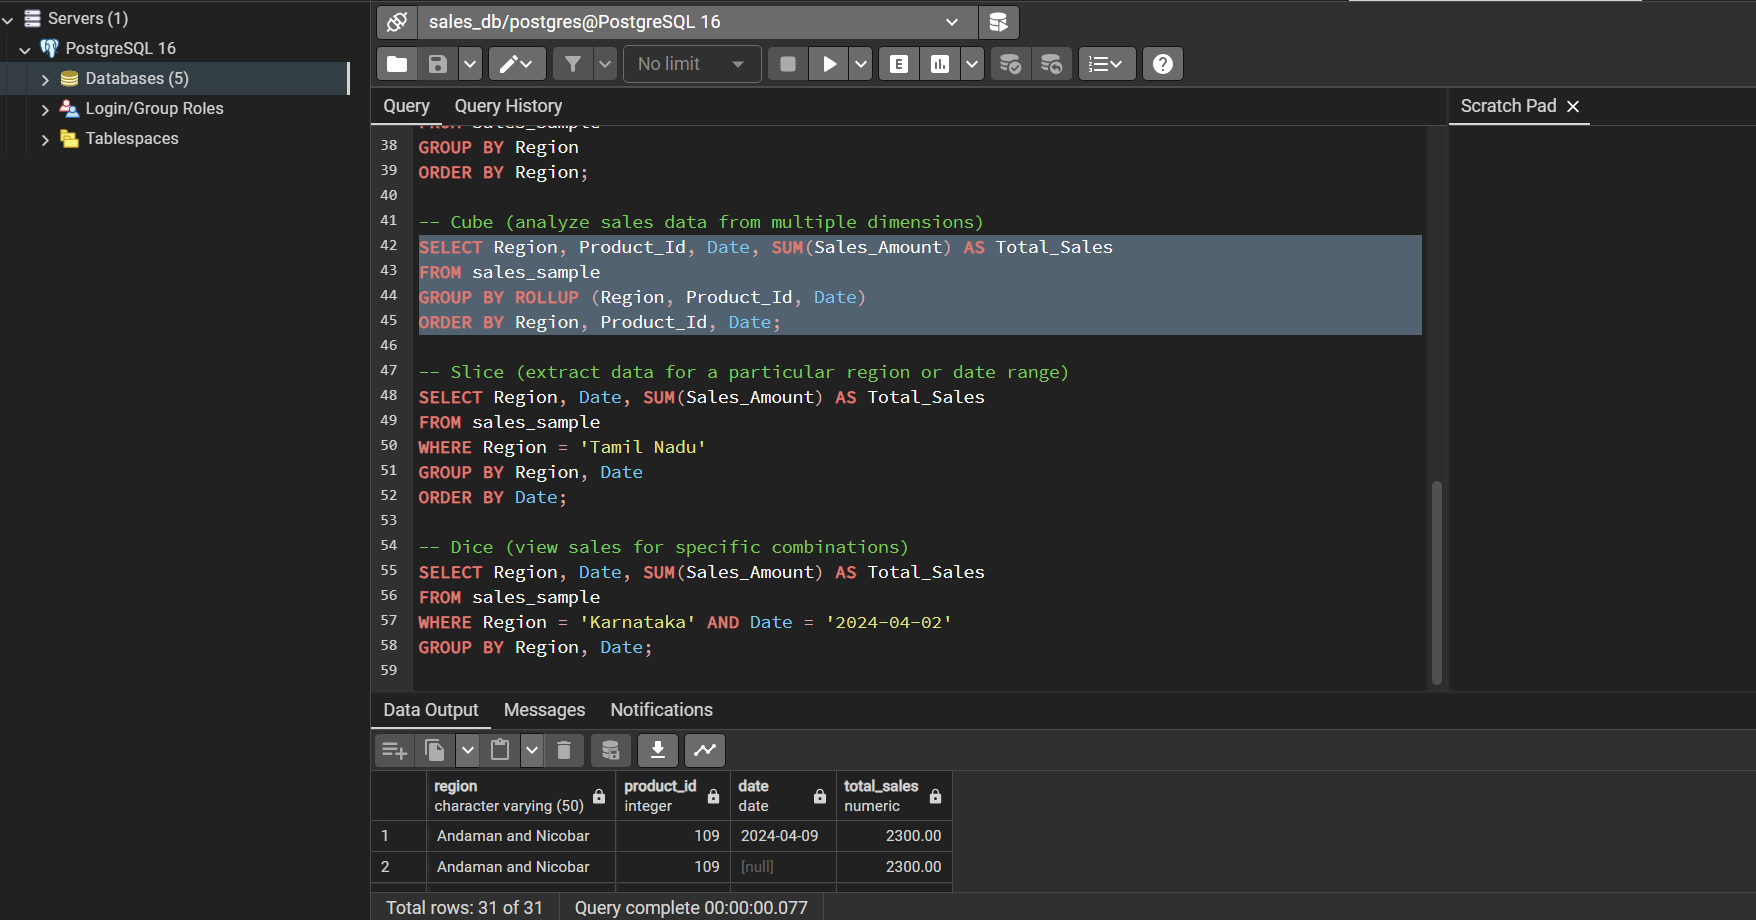 Servers (1)
PostgreSQL 16
Databases (5)
Login/Group Roles
Tablespaces
sales_db/postgres@PostgreSQL 16
No limit
E
Query
Query History
Scratch Pad
FROM sales_sample
38 GROUP BY Region
39 ORDER BY Region;
40
41 -- Cube (analyze sales data from multiple dimensions)
42 SELECT Region, Product_Id, Date, SUM(Sales_Amount) AS Total_Sales
43 FROM sales_sample
44 GROUP BY ROLLUP (Region, Product_Id, Date)
45 ORDER BY Region, Product_Id, Date;
46
47 -- Slice (extract data for a particular region or date range)
48 SELECT Region, Date, SUM(Sales_Amount) AS Total_Sales
49 FROM sales_sample
50 WHERE Region = 'Tamil Nadu'
51 GROUP BY Region, Date
52 ORDER BY Date;
53
54 -- Dice (view sales for specific combinations)
55 SELECT Region, Date, SUM(Sales_Amount) AS Total_Sales
56 FROM sales_sample
57 WHERE Region = 'Karnataka' AND Date = '2024-04-02'
58 GROUP BY Region, Date;
59
Data Output Messages Notifications
region product_id date total_sales
character varying (50) integer date numeric
1 Andaman and Nicobar 109 2024-04-09 2300.00
2 Andaman and Nicobar 109 [null] 2300.00
Total rows: 31 of 31 Query complete 00:00:00.077